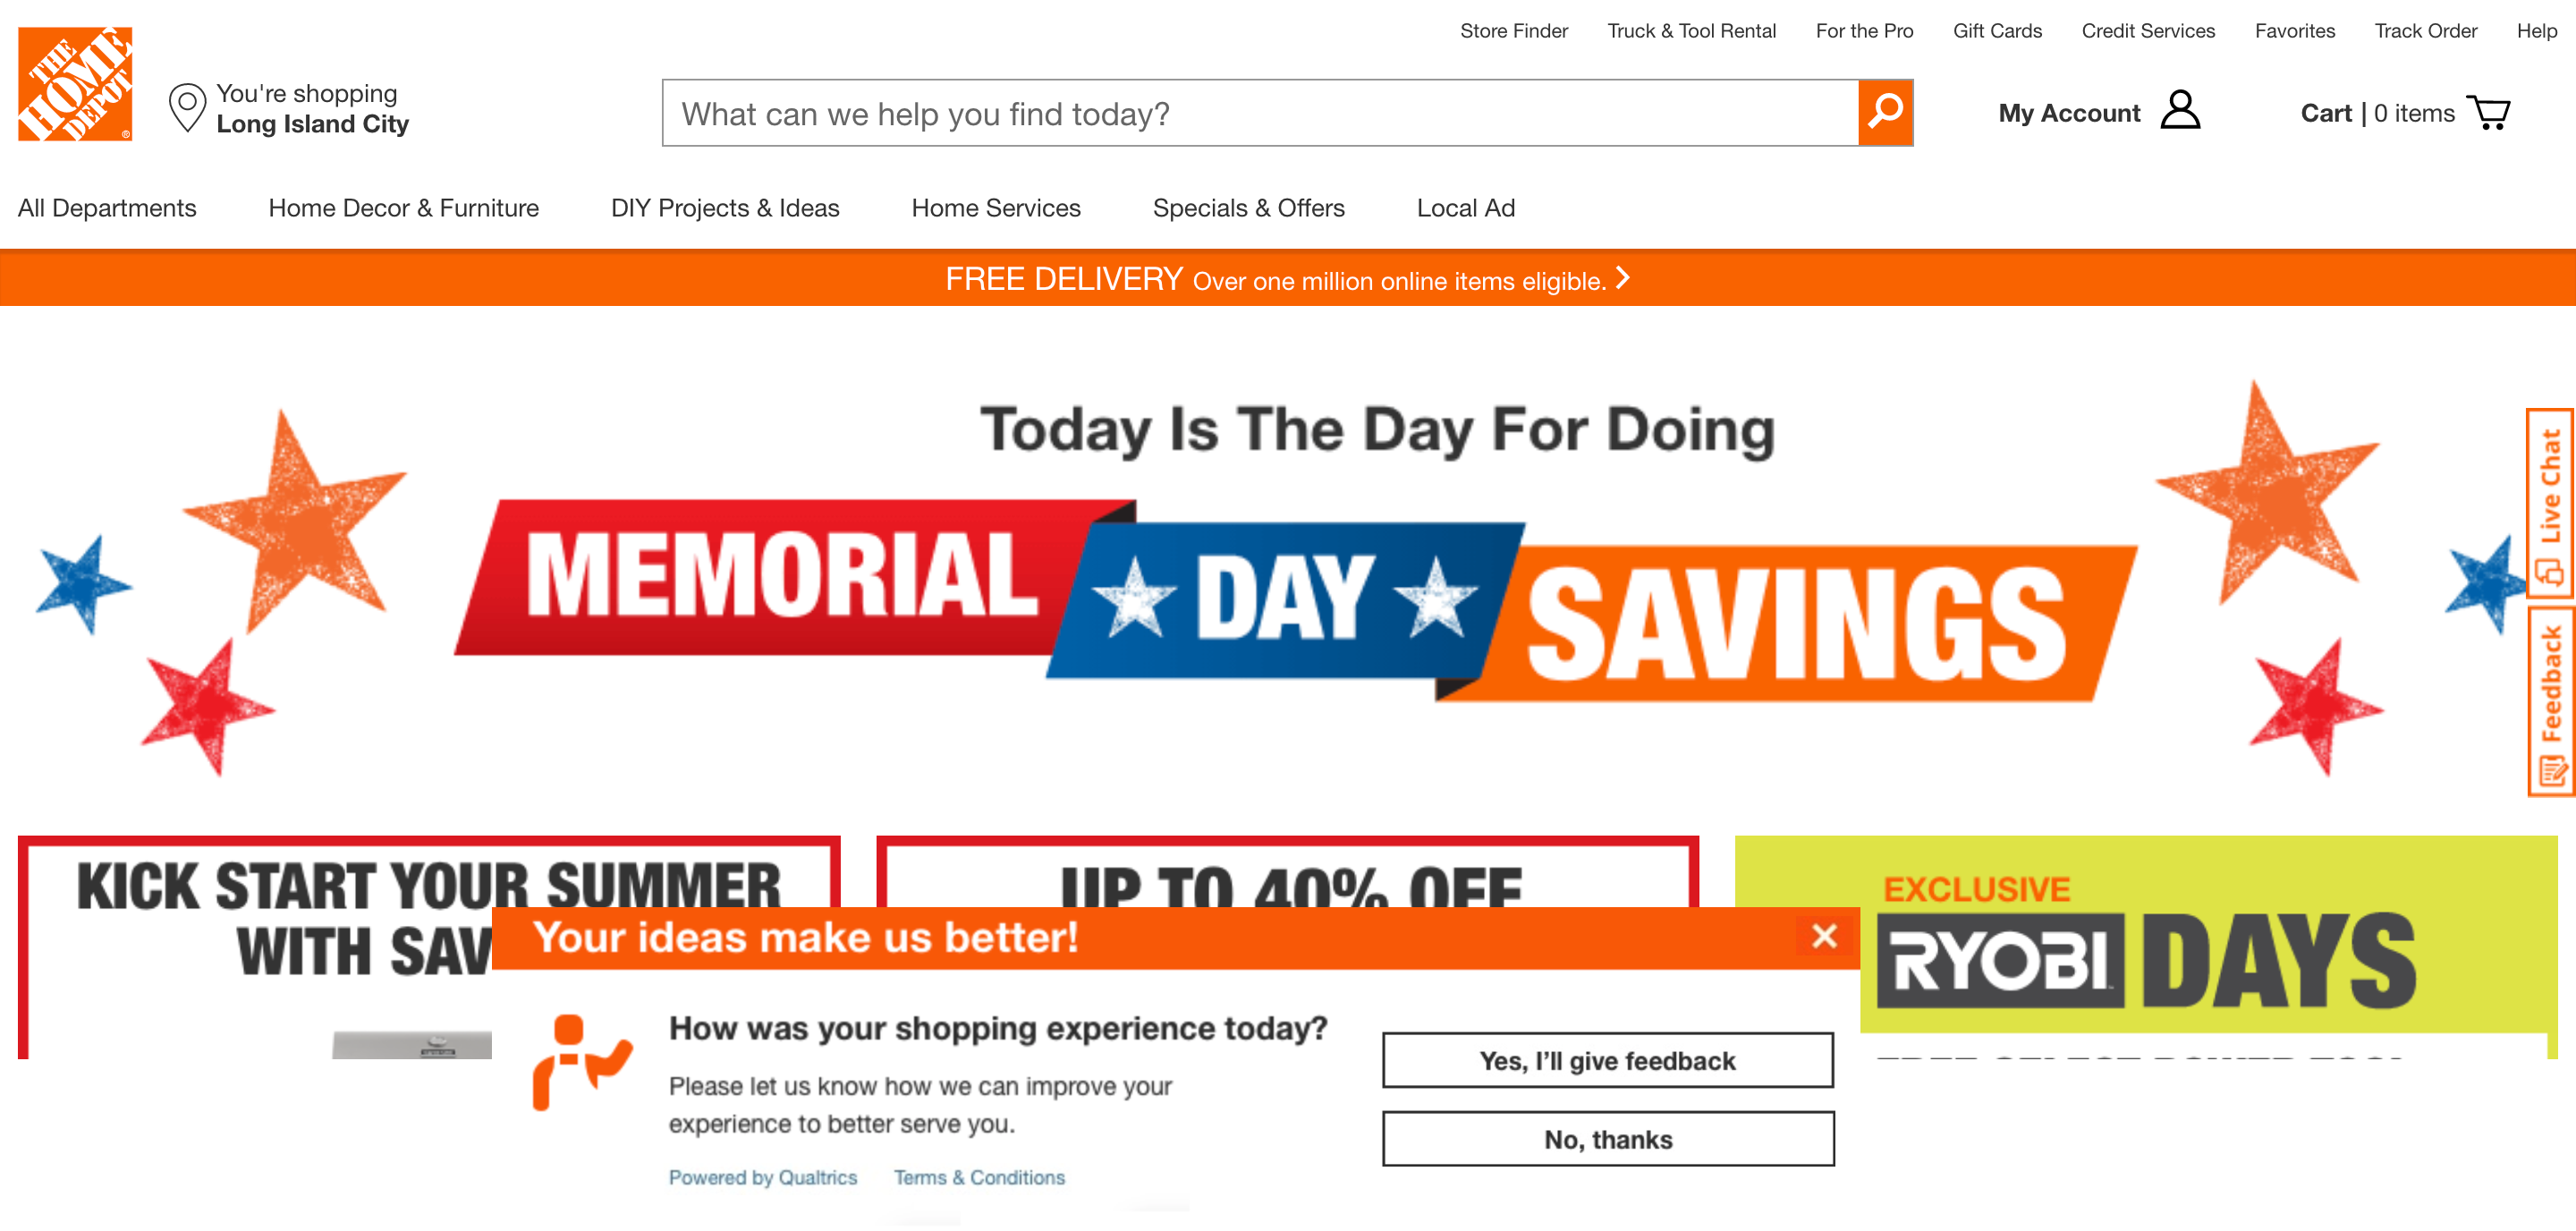 Store Finder Truck & Tool Rental For the Pro Gift Cards Credit Services Favorites Track Order Help
THE
HOME
DEPOT
®
You're shopping
Long Island City
What can we help you find today?
My Account
Cart | 0 items
All Departments Home Decor & Furniture DIY Projects & Ideas Home Services Specials & Offers Local Ad
FREE DELIVERY Over one million online items eligible.
Today Is The Day For Doing
MEMORIAL DAY SAVINGS
Live Chat
Feedback
KICK START YOUR SUMMER
WITH SAV
UP TO 40% OFF
EXCLUSIVE
RYOBI DAYS
Your ideas make us better!
How was your shopping experience today?
Please let us know how we can improve your
experience to better serve you.
Powered by Qualtrics Terms & Conditions
Yes, I’ll give feedback
No, thanks